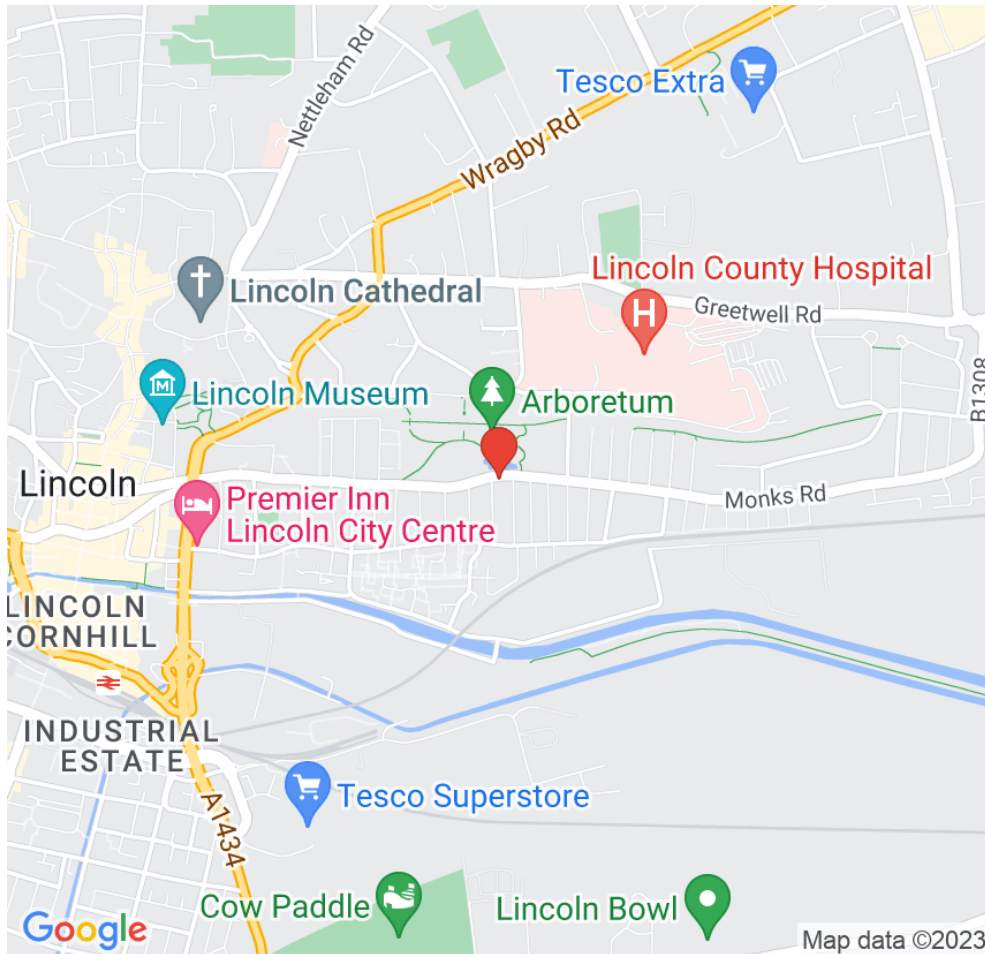 Nettleham Rd
Tesco Extra
Wragby Rd
Lincoln County Hospital
H
Lincoln Cathedral
Greetwell Rd
M
Lincoln Museum
Arboretum
B1308
Lincoln
Premier Inn
Lincoln City Centre
Monks Rd
LINCOLN
CORNHILL
INDUSTRIAL
ESTATE
Tesco Superstore
A1434
Cow Paddle
Lincoln Bowl
Google
Map data ©2023